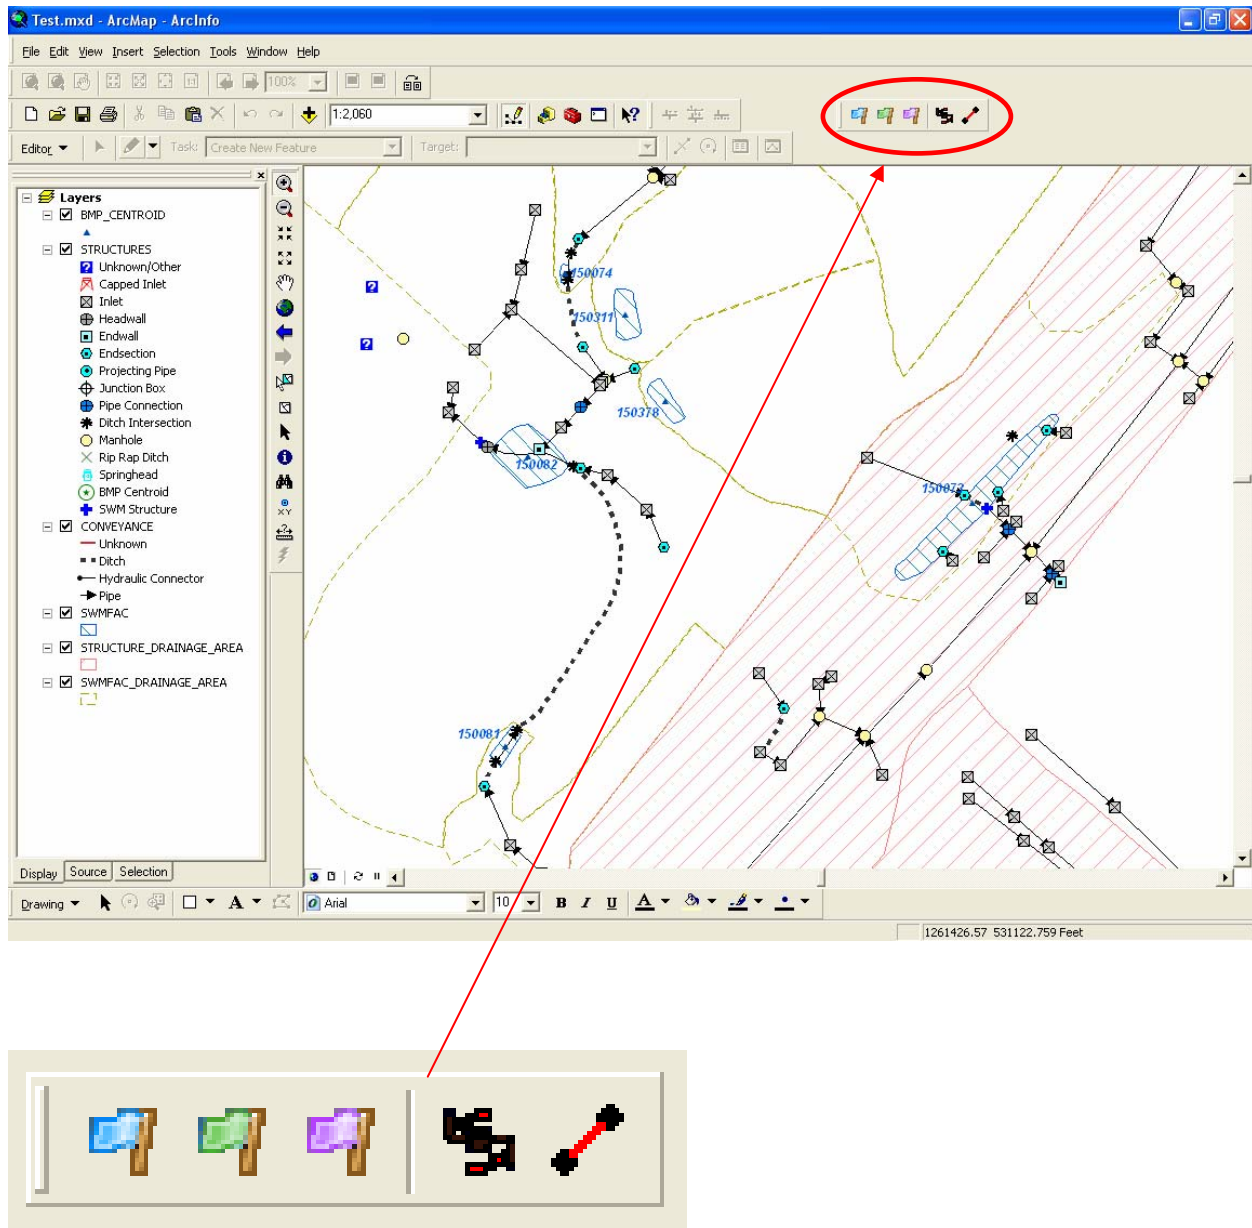 Test.mxd - ArcMap - ArcInfo
File Edit View Insert Selection Tools Window Help
100%
1:2,060
Editor Task: Create New Feature Target:
Layers
BMP_CENTROID
STRUCTURES
Unknown/Other
Capped Inlet
Inlet
Headwall
Endwall
Endsection
Projecting Pipe
Junction Box
Pipe Connection
Ditch Intersection
Manhole
Rip Rap Ditch
Springhead
BMP Centroid
SWM Structure
CONVEYANCE
Unknown
Ditch
Hydraulic Connector
Pipe
SWMFAC
STRUCTURE_DRAINAGE_AREA
SWMFAC_DRAINAGE_AREA
XY
150074
150311
150378
150082
150073
150081
Display Source Selection
Drawing A Arial 10 B I U A
1261426.57 531122.759 Feet